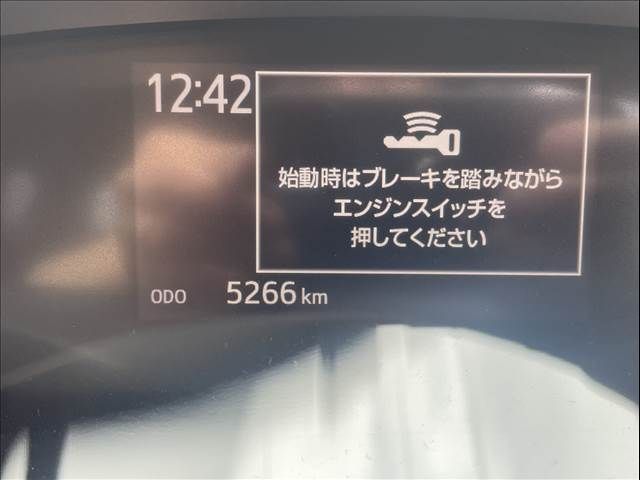 12:42
始動時はブレーキを踏みながら
エンジンスイッチを
押してください
ODO 5266 km